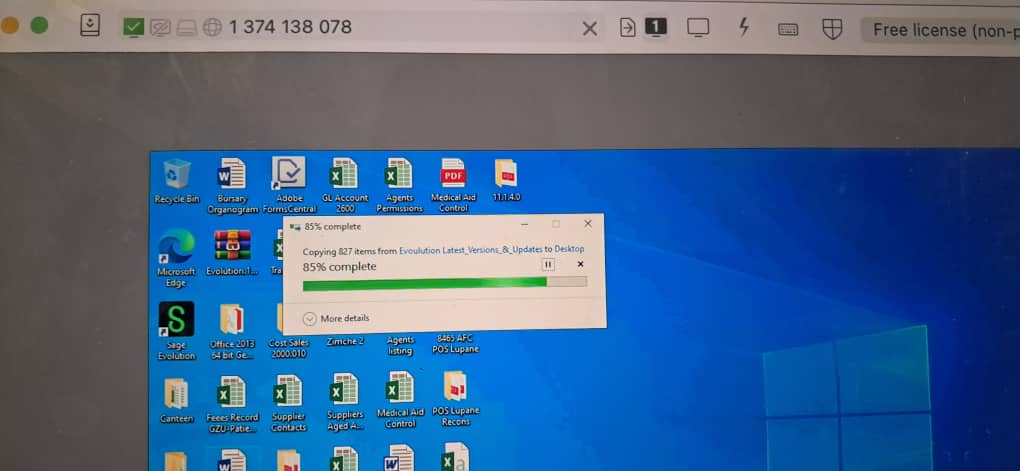 1 374 138 078
1
Free license (non-p
Recycle Bin
Bursary
Organogram
Adobe
FormsCentral
GL Account
2600
Agents
Permissions
PDF
Medical Aid
Control
11.1.4.0
85% complete
Copying 827 items from Evoulution Latest_Versions_&_Updates to Desktop
85% complete
More details
Microsoft
Edge
Evolution.1...
Tra
Sage
Evolution
Office 2013
64 bit Ge...
Cost Sales
2000.010
Zimche 2
Agents
listing
8465 AFC
POS Lupane
Canteen
Feees Record
GZU-Patie...
Supplier
Contacts
Suppliers
Aged A...
Medical Aid
Control
POS Lupane
Recons